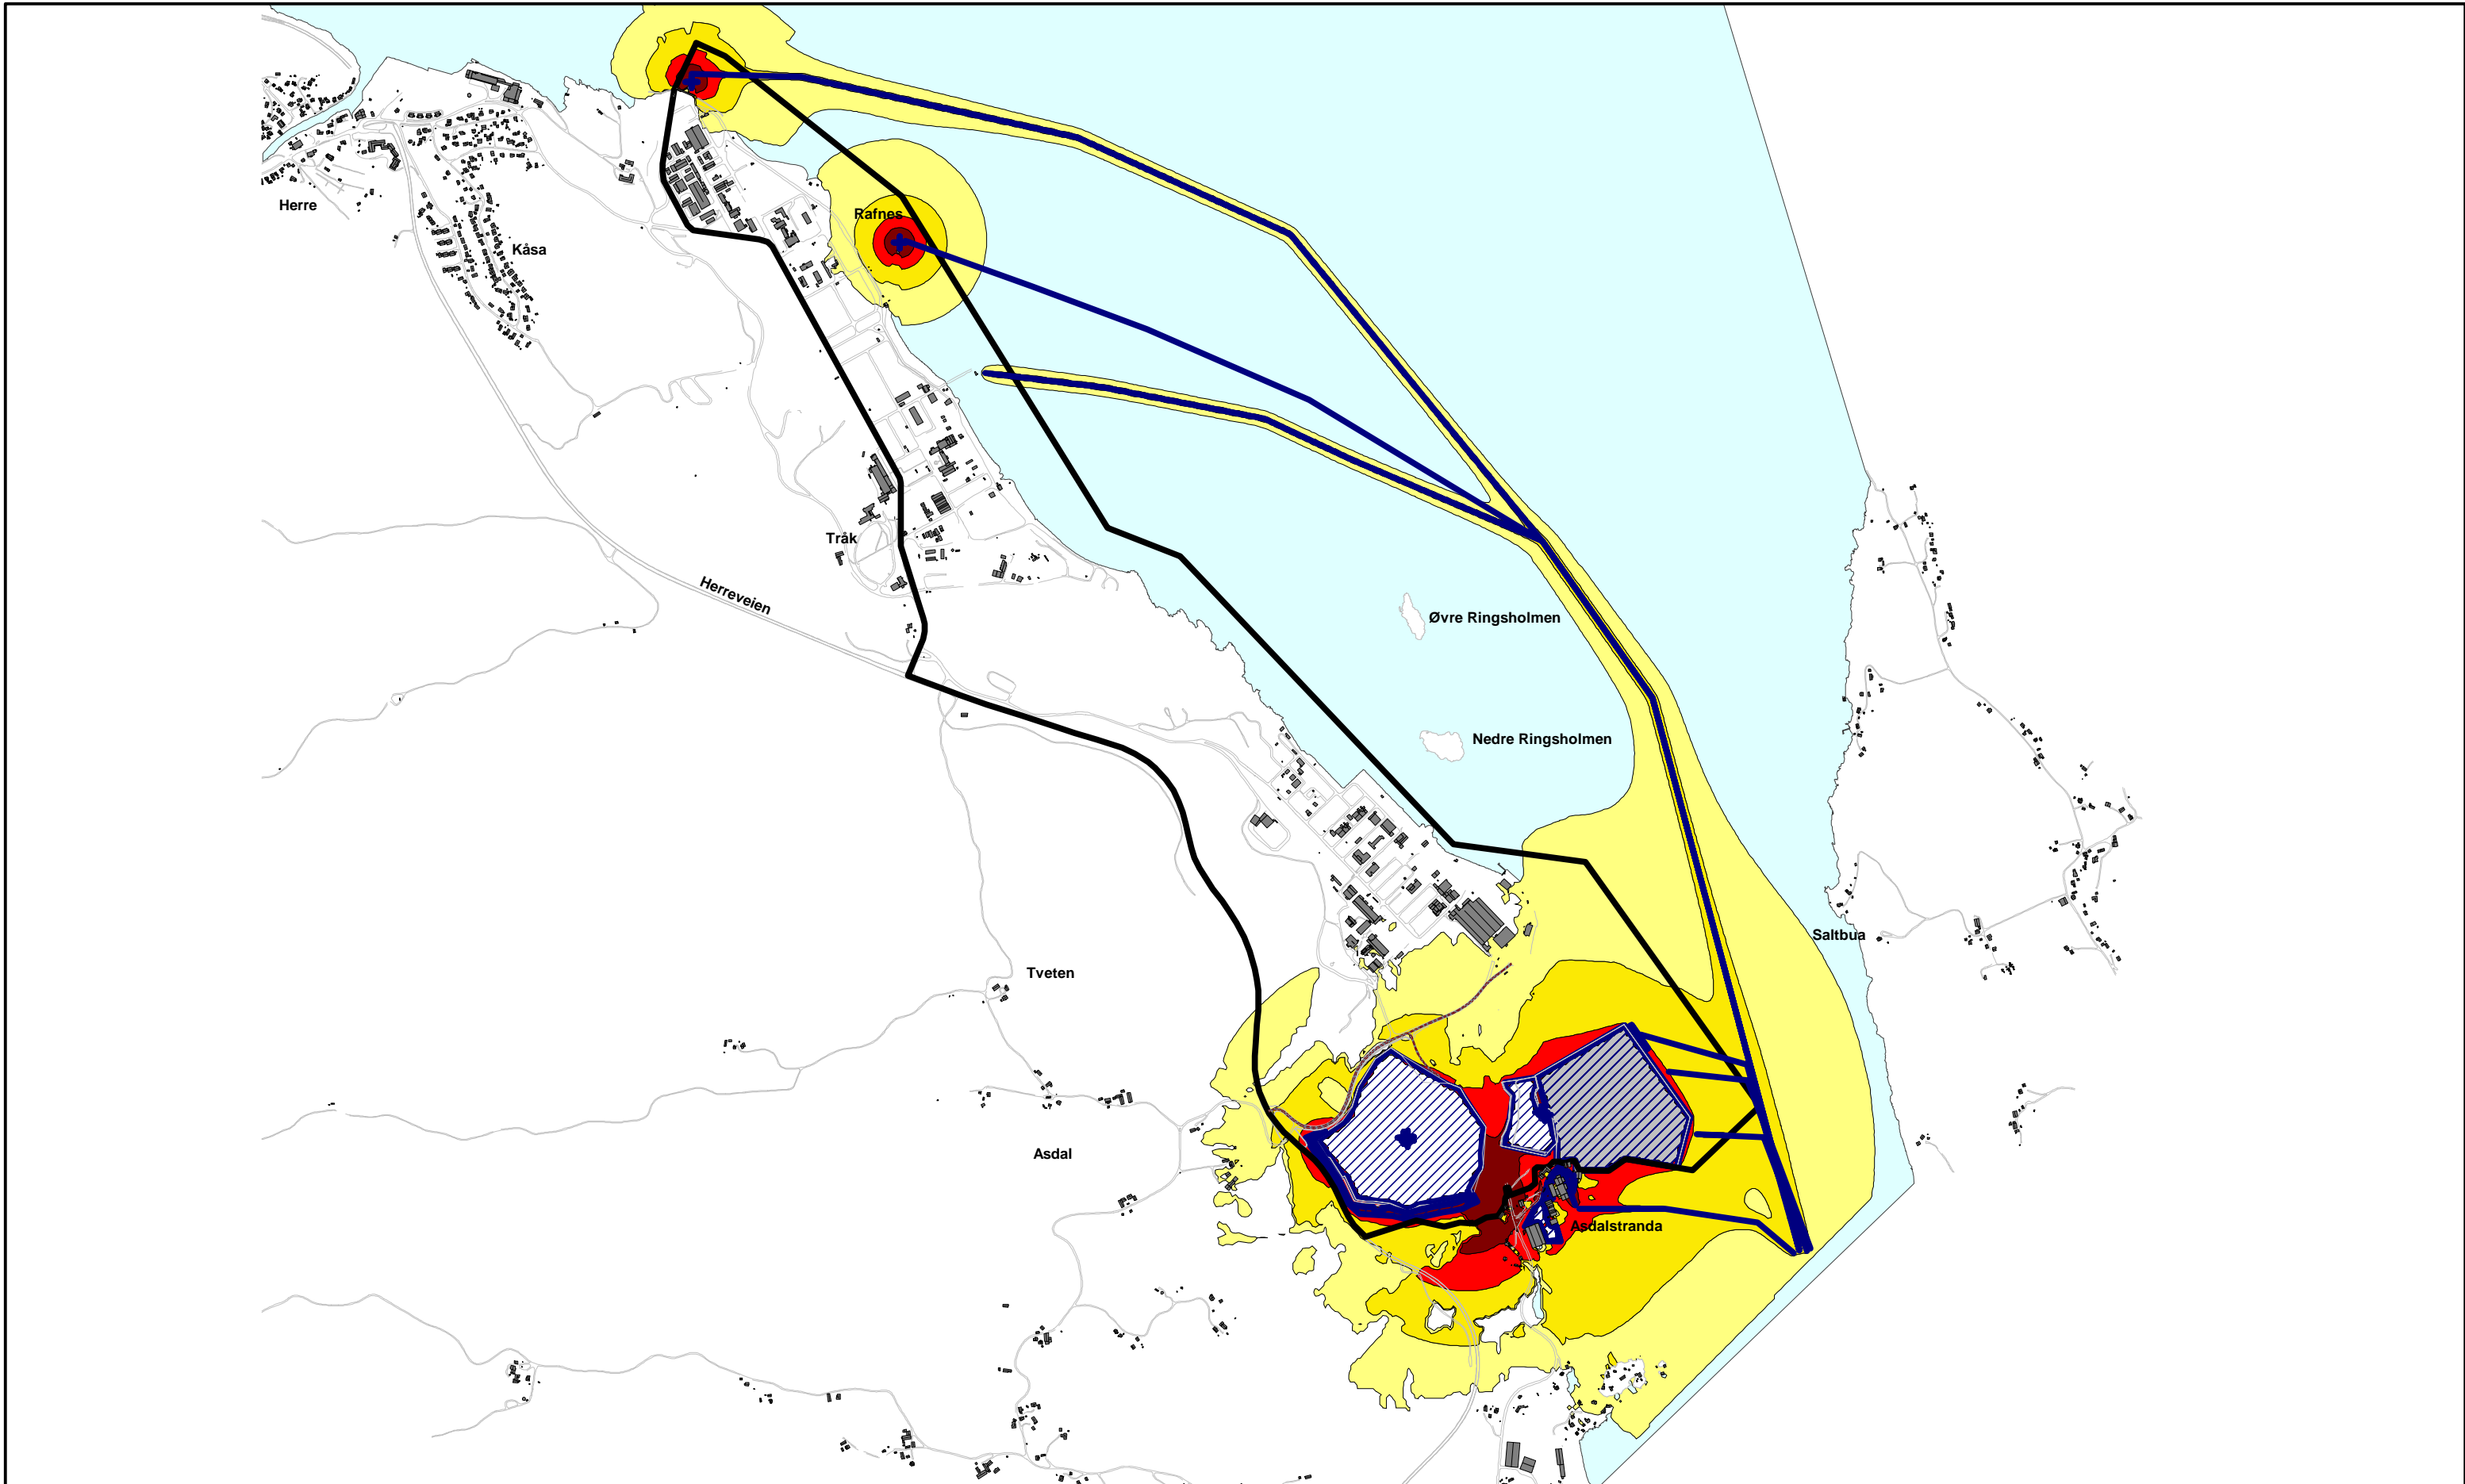 Herre
Rafnes
Kåsa
Tråk
Herreveien
Øvre Ringsholmen
Nedre Ringsholmen
Saltbua
Tveten
Asdal
Asdalstranda